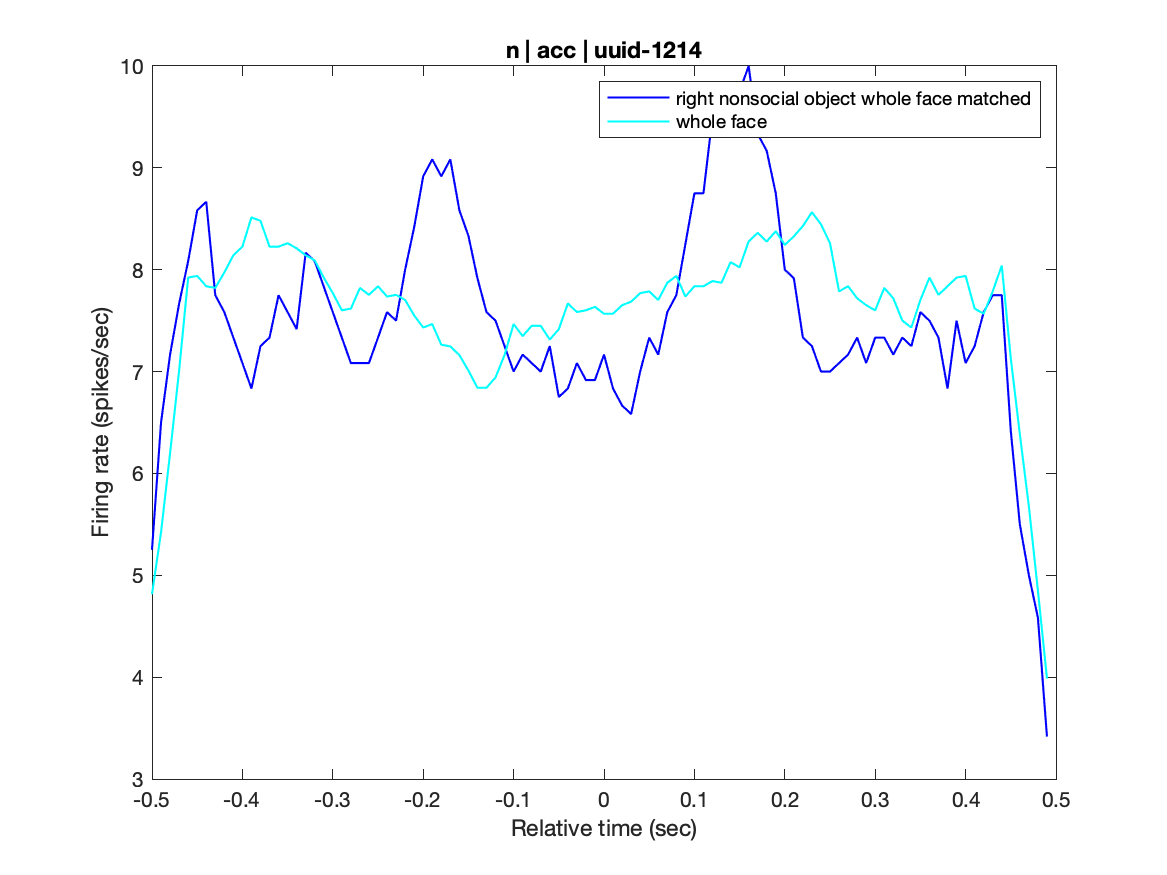 n | acc | uuid-1214
right nonsocial object whole face matched
whole face
Firing rate (spikes/sec)
10
9
8
7
6
5
4
3
-0.5 -0.4 -0.3 -0.2 -0.1 0 0.1 0.2 0.3 0.4 0.5
Relative time (sec)